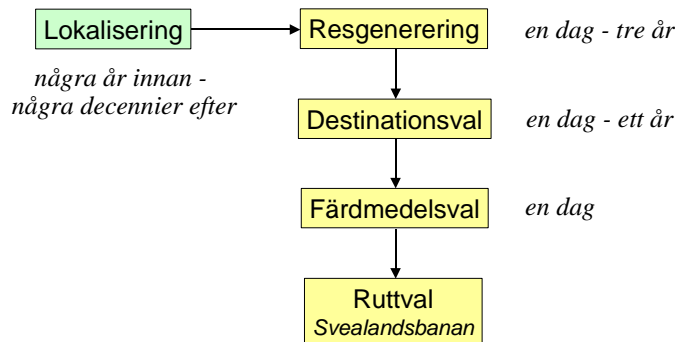 Lokalisering
Resgenerering
en dag - tre år
några år innan -
några decennier efter
Destinationsval
en dag - ett år
Färdmedelsval
en dag
Ruttval
Svealandsbanan